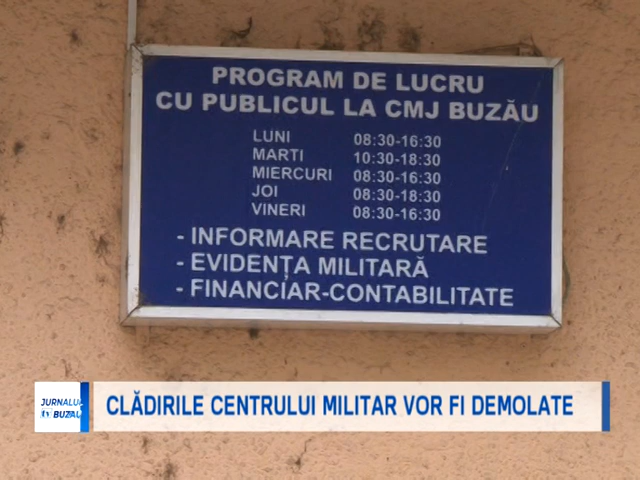 PROGRAM DE LUCRU
CU PUBLICUL LA CMJ BUZĂU
LUNI 08:30-16:30
MARTI 10:30-18:30
MIERCURI 08:30-16:30
JOI 08:30-18:30
VINERI 08:30-16:30
- INFORMARE RECRUTARE
- EVIDENȚA MILITARĂ
- FINANCIAR-CONTABILITATE
JURNALUL
tv BUZĂU
CLĂDIRILE CENTRULUI MILITAR VOR FI DEMOLATE